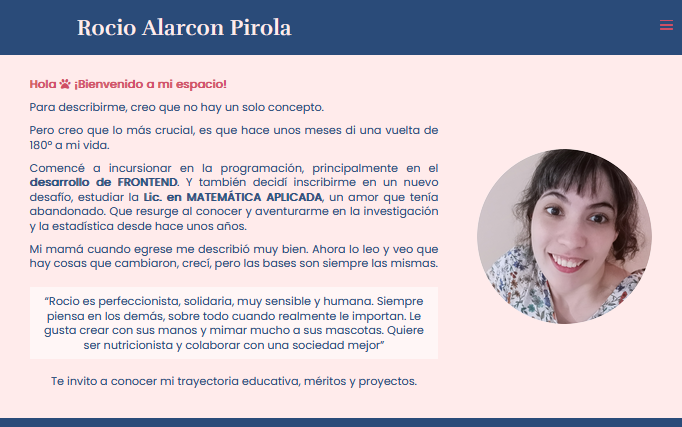 Rocio Alarcon Pirola
Hola ¡Bienvenido a mi espacio!
Para describirme, creo que no hay un solo concepto.
Pero creo que lo más crucial, es que hace unos meses di una vuelta de
180° a mi vida.
Comencé a incursionar en la programación, principalmente en el
desarrollo de FRONTEND. Y también decidí inscribirme en un nuevo
desafío, estudiar la Lic. en MATEMÁTICA APLICADA, un amor que tenía
abandonado. Que resurge al conocer y aventurarme en la investigación
y la estadística desde hace unos años.
Mi mamá cuando egrese me describió muy bien. Ahora lo leo y veo que
hay cosas que cambiaron, crecí, pero las bases son siempre las mismas.
“Rocio es perfeccionista, solidaria, muy sensible y humana. Siempre
piensa en los demás, sobre todo cuando realmente le importan. Le
gusta crear con sus manos y mimar mucho a sus mascotas. Quiere
ser nutricionista y colaborar con una sociedad mejor”
Te invito a conocer mi trayectoria educativa, méritos y proyectos.